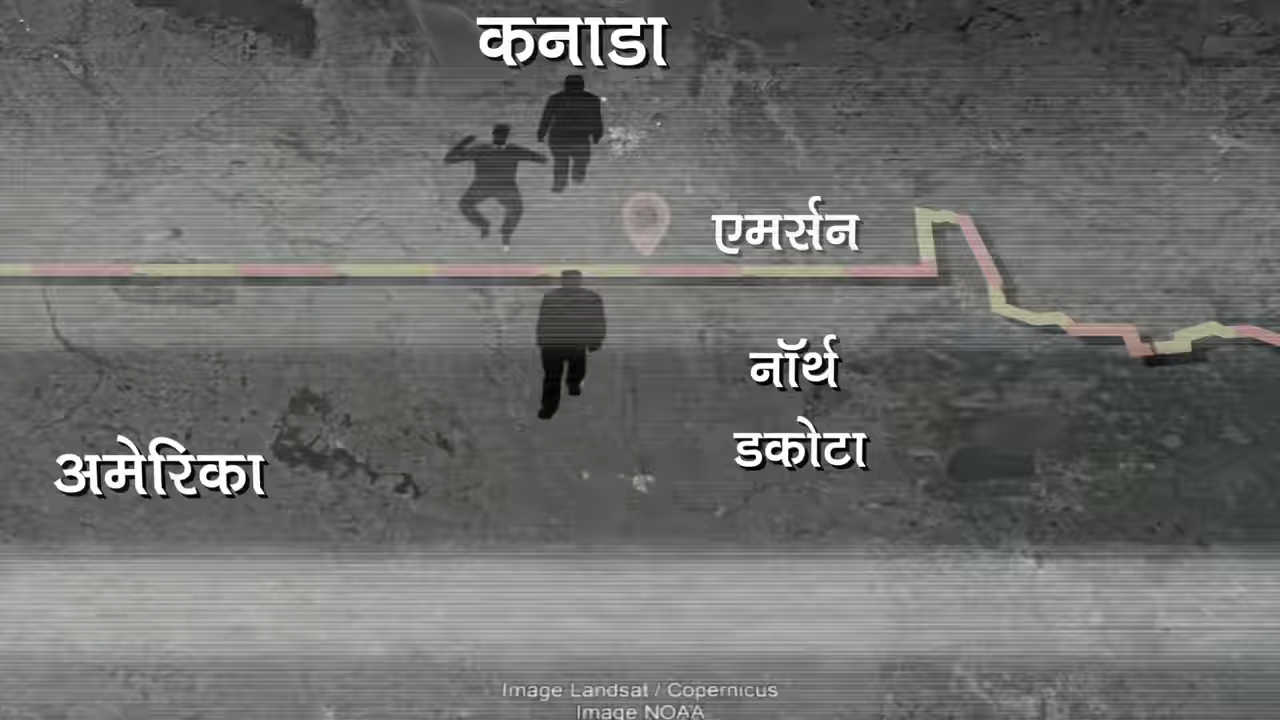 कनाडा
एमर्सन
नॉर्थ
डकोटा
अमेरिका
Image Landsat / Copernicus
Image NOAA